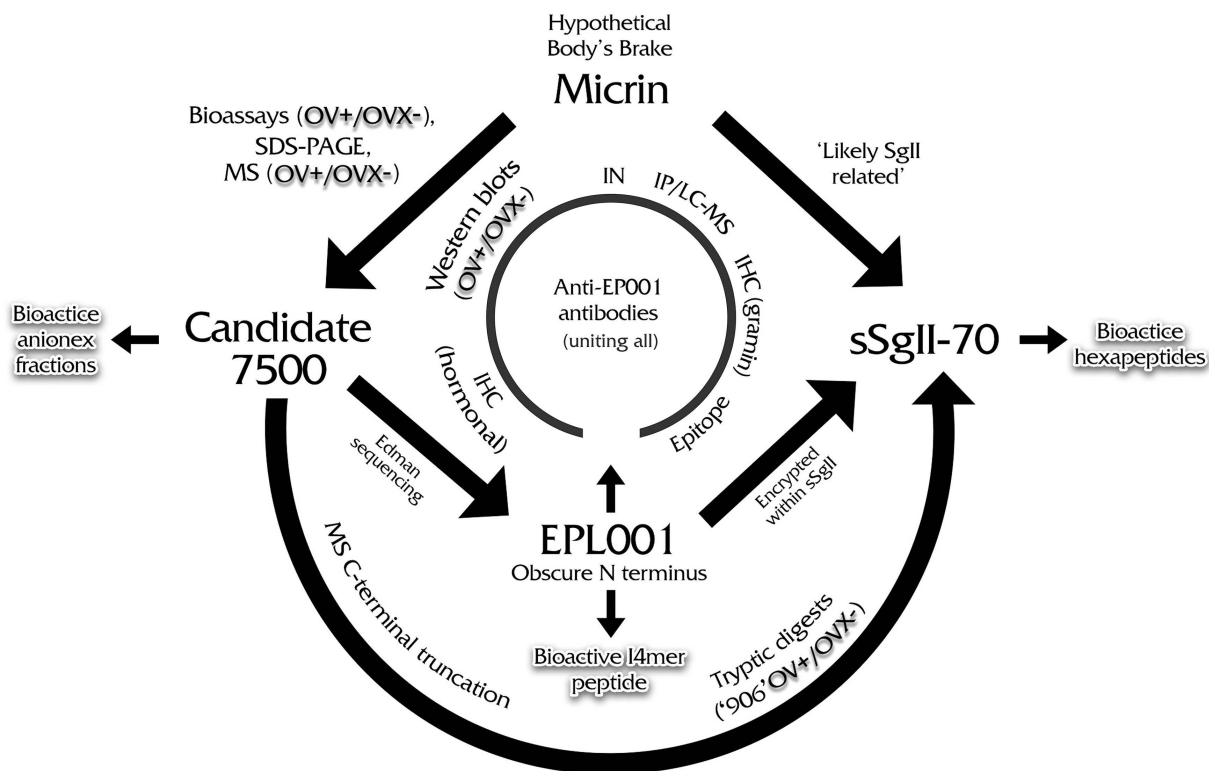 Hypothetical
Body's Brake
Micrin
Bioassays (OV+/OVX-),
SDS-PAGE,
MS (OV+/OVX-)
'Likely SgII
related'
Western blots
(OV+/OVX-)
IN
IP/LC-MS
IHC (gramin)
Epitope
IHC
(hormonal)
Anti-EP001
antibodies
(uniting all)
Bioactice
anionex
fractions
Candidate
7500
sSgII-70
Bioactice
hexapeptides
Edman
sequencing
Encrypted
within sSgII
EPL001
Obscure N terminus
Bioactive 14mer
peptide
MS C-terminal truncation
Tryptic digests
('906'OV+/OVX-)